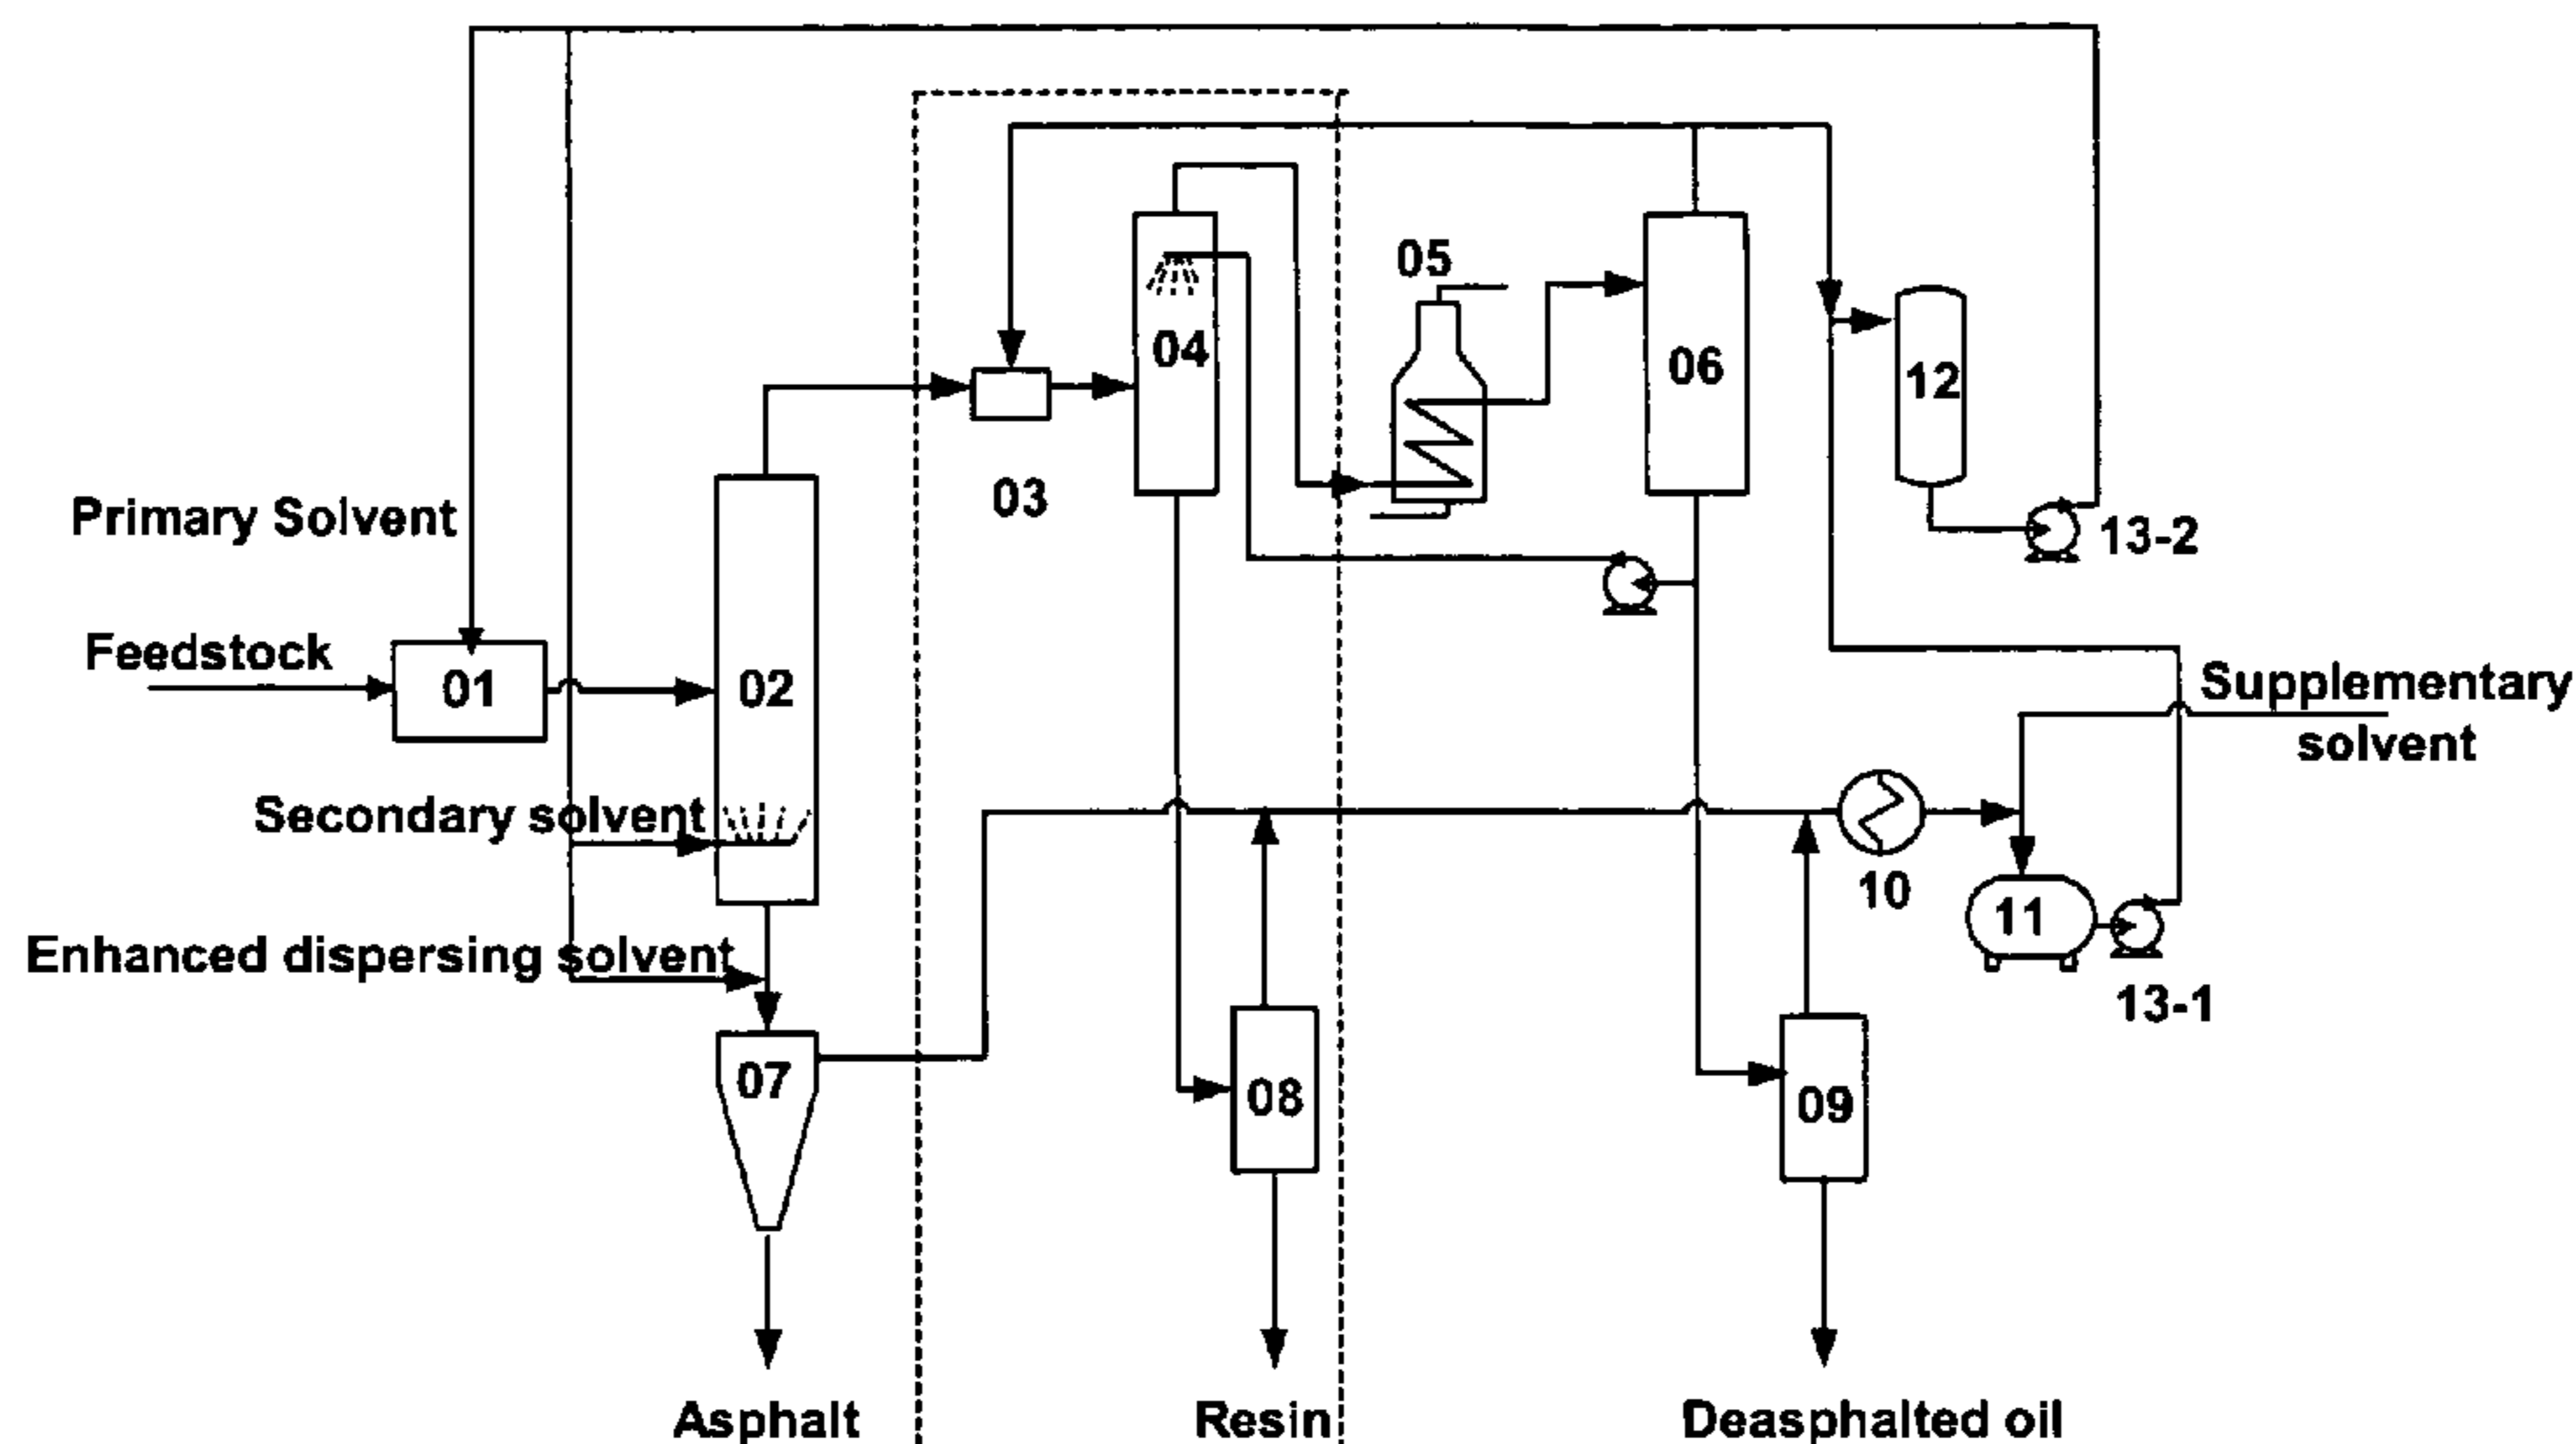 05
04
06
12
03
Primary Solvent
13-2
Feedstock
01
02
Supplementary
solvent
Secondary solvent
10
11
Enhanced dispersing solvent
13-1
07
08
09
Asphalt
Resin
Deasphalted oil